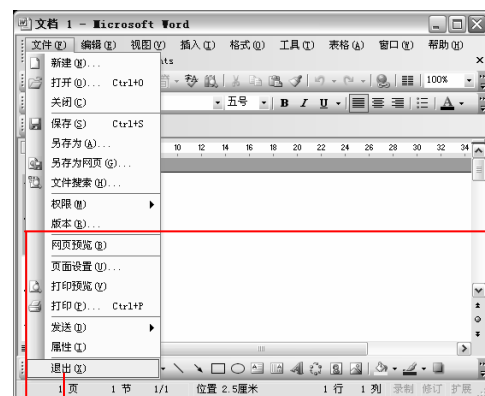 文档 1 - Microsoft Word
文件(F) 编辑(E) 视图(V) 插入(I) 格式(O) 工具(T) 表格(A) 窗口(W) 帮助(H)
新建(N)... nts ×
打开(O)... Ctrl+O 100%
关闭(C) 五号 B I U A
保存(S) Ctrl+S
另存为(A)... 10 12 14 16 18 20 22 24 26 28 30 32 34
另存为网页(G)...
文件搜索(H)...
权限(M)
版本(R)...
网页预览(B)
页面设置(U)...
打印预览(V)
打印(P)... Ctrl+P
发送(D)
属性(I)
退出(X)
1 页 1 节 1/1 位置 2.5厘米 1 行 1 列 录制 修订 扩展